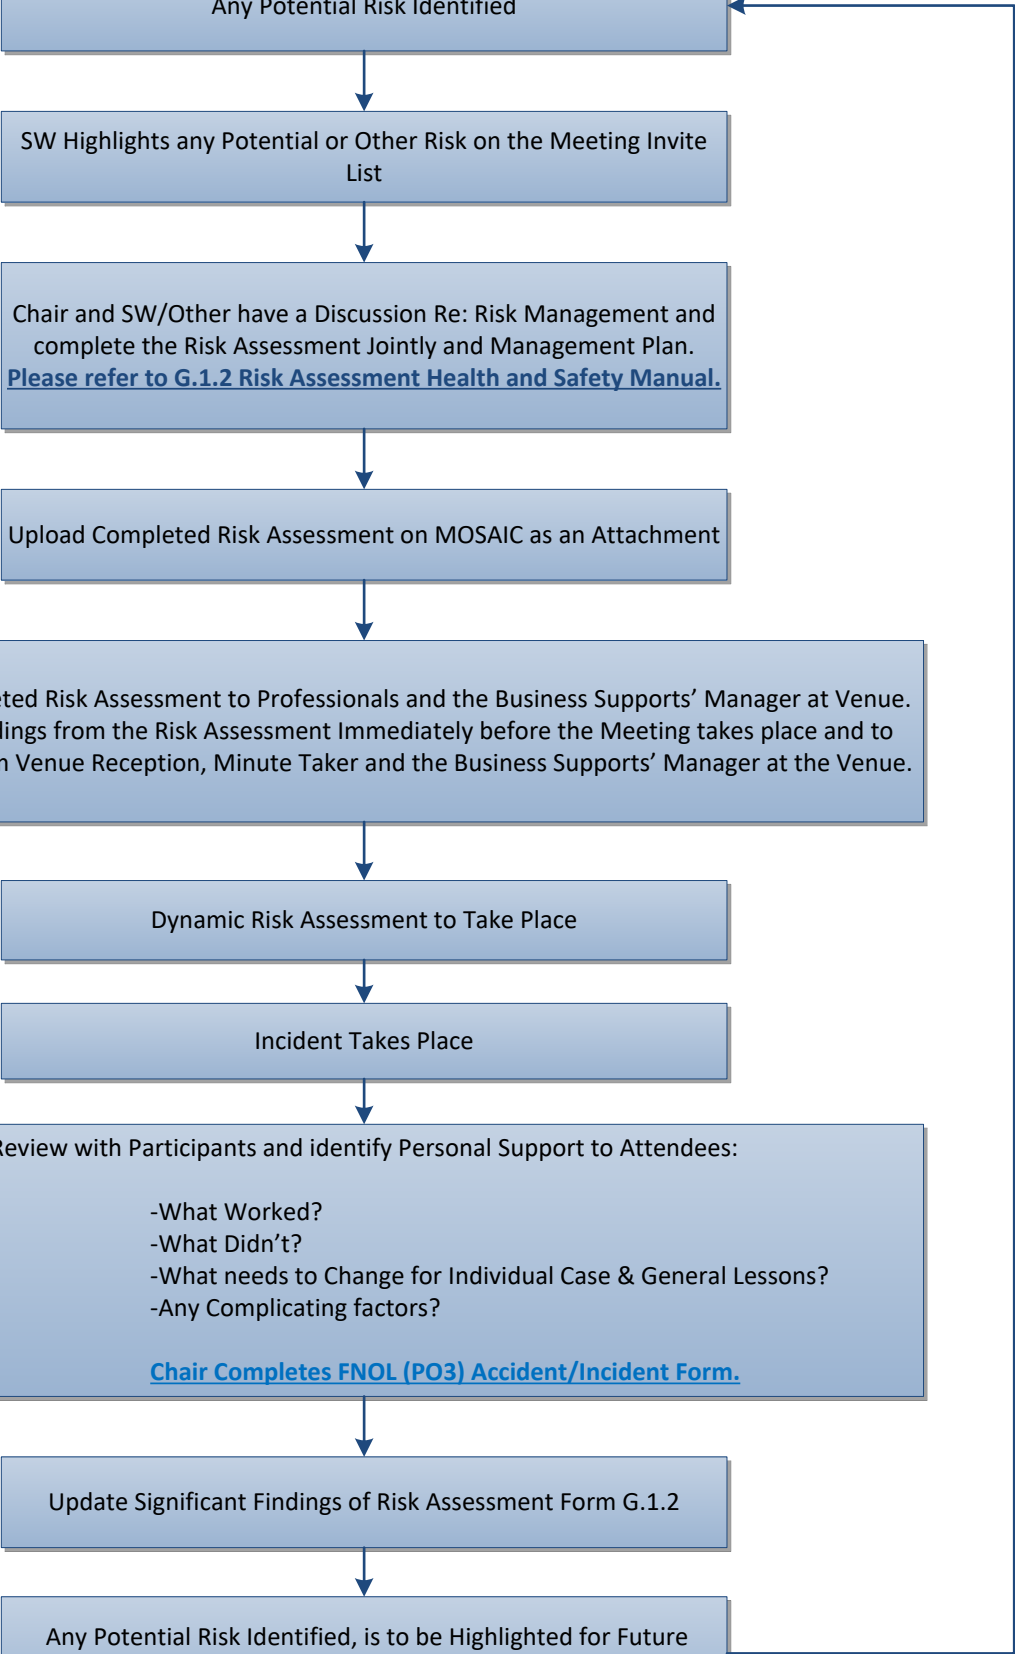 Any Potential Risk Identified
SW Highlights any Potential or Other Risk on the Meeting Invite
List
Chair and SW/Other have a Discussion Re: Risk Management and
complete the Risk Assessment Jointly and Management Plan.
Please refer to G.1.2 Risk Assessment Health and Safety Manual.
Upload Completed Risk Assessment on MOSAIC as an Attachment
Risk Assessment to Professionals and the Business Supports’ Manager at Venue.
from the Risk Assessment Immediately before the Meeting takes place and to
Venue Reception, Minute Taker and the Business Supports’ Manager at the Venue.
Dynamic Risk Assessment to Take Place
Incident Takes Place
Review with Participants and identify Personal Support to Attendees:
-What Worked?
-What Didn’t?
-What needs to Change for Individual Case & General Lessons?
-Any Complicating factors?
Chair Completes FNOL (PO3) Accident/Incident Form.
Update Significant Findings of Risk Assessment Form G.1.2
Any Potential Risk Identified, is to be Highlighted for Future